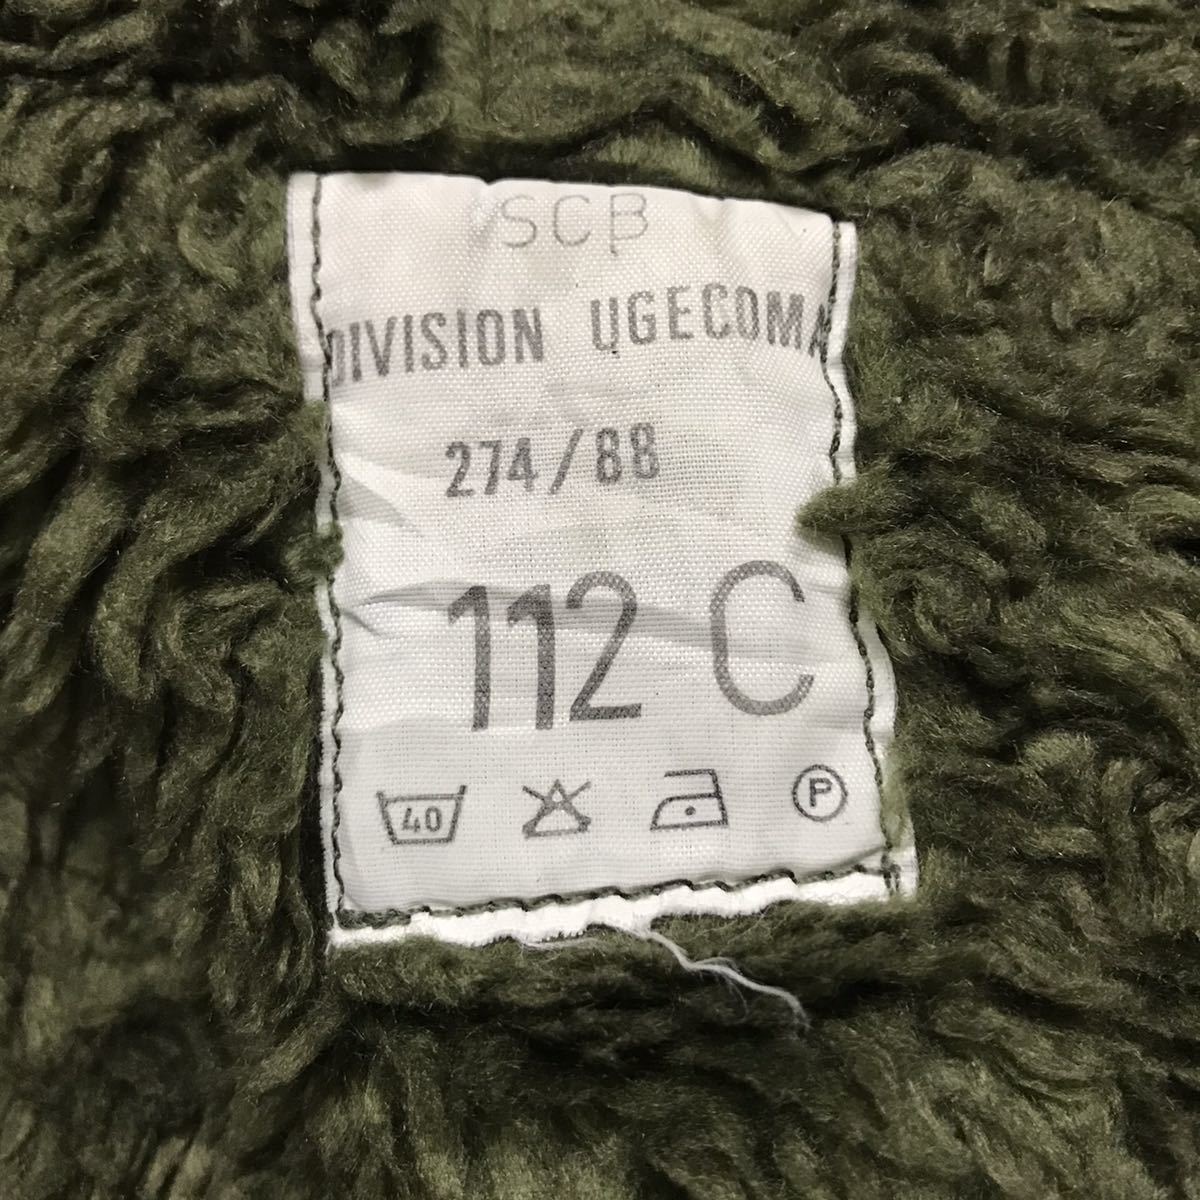 SCB
DIVISION UGECOMA
274/88
112 C
40
P